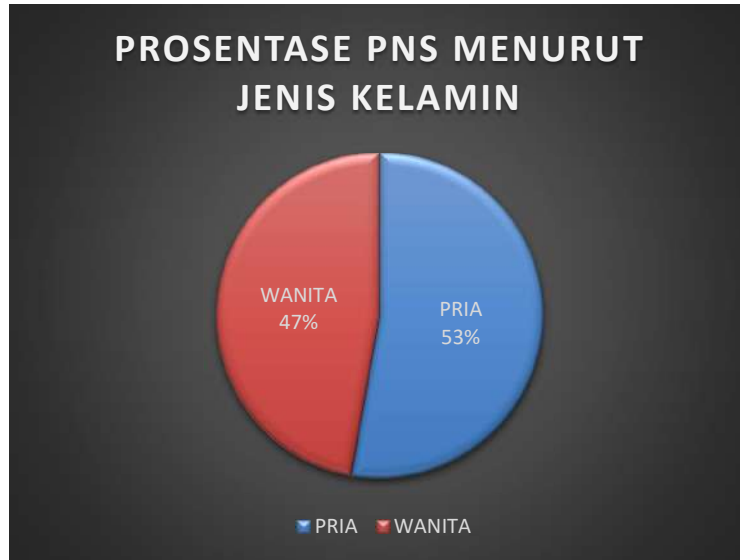 PROSENTASE PNS MENURUT
JENIS KELAMIN
WANITA
47%
PRIA
53%
PRIA WANITA